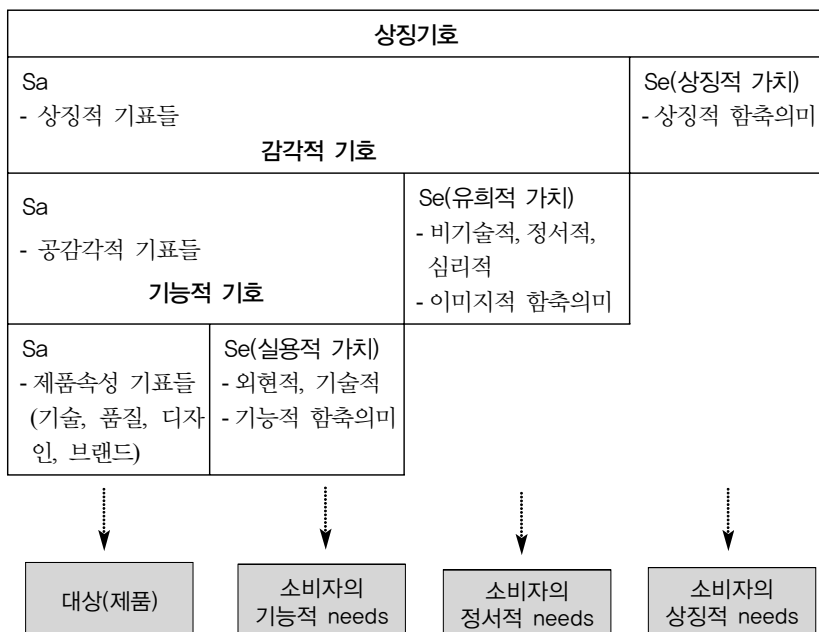 상징기호
Sa
- 상징적 기표들
Se(상징적 가치)
- 상징적 함축의미
감각적 기호
Sa
- 공감각적 기표들
Se(유희적 가치)
- 비기술적, 정서적,
심리적
- 이미지적 함축의미
기능적 기호
Sa
- 제품속성 기표들
(기술, 품질, 디자
인, 브랜드)
Se(실용적 가치)
- 외현적, 기술적
- 기능적 함축의미
대상(제품)
소비자의
기능적 needs
소비자의
정서적 needs
소비자의
상징적 needs